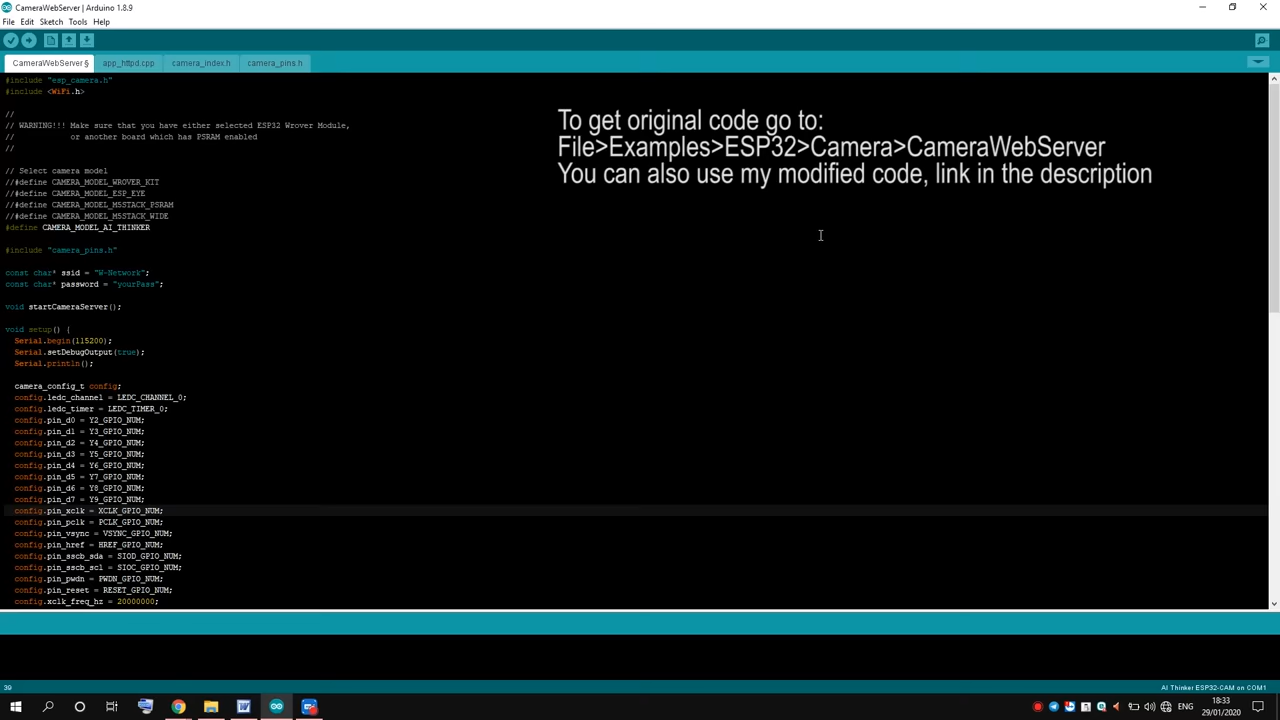 CameraWebServer | Arduino 1.8.9
File Edit Sketch Tools Help
CameraWebServer § app_httpd.cpp camera_index.h camera_pins.h
#include "esp_camera.h"
#include <WiFi.h>
//
// WARNING!!! Make sure that you have either selected ESP32 Wrover Module,
// or another board which has PSRAM enabled
//
// Select camera model
//#define CAMERA_MODEL_WROVER_KIT
//#define CAMERA_MODEL_ESP_EYE
//#define CAMERA_MODEL_M5STACK_PSRAM
//#define CAMERA_MODEL_M5STACK_WIDE
#define CAMERA_MODEL_AI_THINKER
#include "camera_pins.h"
const char* ssid = "W-Network";
const char* password = "yourPass";
void startCameraServer();
void setup() {
Serial.begin(115200);
Serial.setDebugOutput(true);
Serial.println();
camera_config_t config;
config.ledc_channel = LEDC_CHANNEL_0;
config.ledc_timer = LEDC_TIMER_0;
config.pin_d0 = Y2_GPIO_NUM;
config.pin_d1 = Y3_GPIO_NUM;
config.pin_d2 = Y4_GPIO_NUM;
config.pin_d3 = Y5_GPIO_NUM;
config.pin_d4 = Y6_GPIO_NUM;
config.pin_d5 = Y7_GPIO_NUM;
config.pin_d6 = Y8_GPIO_NUM;
config.pin_d7 = Y9_GPIO_NUM;
config.pin_xclk = XCLK_GPIO_NUM;
config.pin_pclk = PCLK_GPIO_NUM;
config.pin_vsync = VSYNC_GPIO_NUM;
config.pin_href = HREF_GPIO_NUM;
config.pin_sscb_sda = SIOD_GPIO_NUM;
config.pin_sscb_scl = SIOC_GPIO_NUM;
config.pin_pwdn = PWDN_GPIO_NUM;
config.pin_reset = RESET_GPIO_NUM;
config.xclk_freq_hz = 20000000;
To get original code go to:
File>Examples>ESP32>Camera>CameraWebServer
You can also use my modified code, link in the description
39
AI Thinker ESP32-CAM on COM1
ENG
18:33
29/01/2020